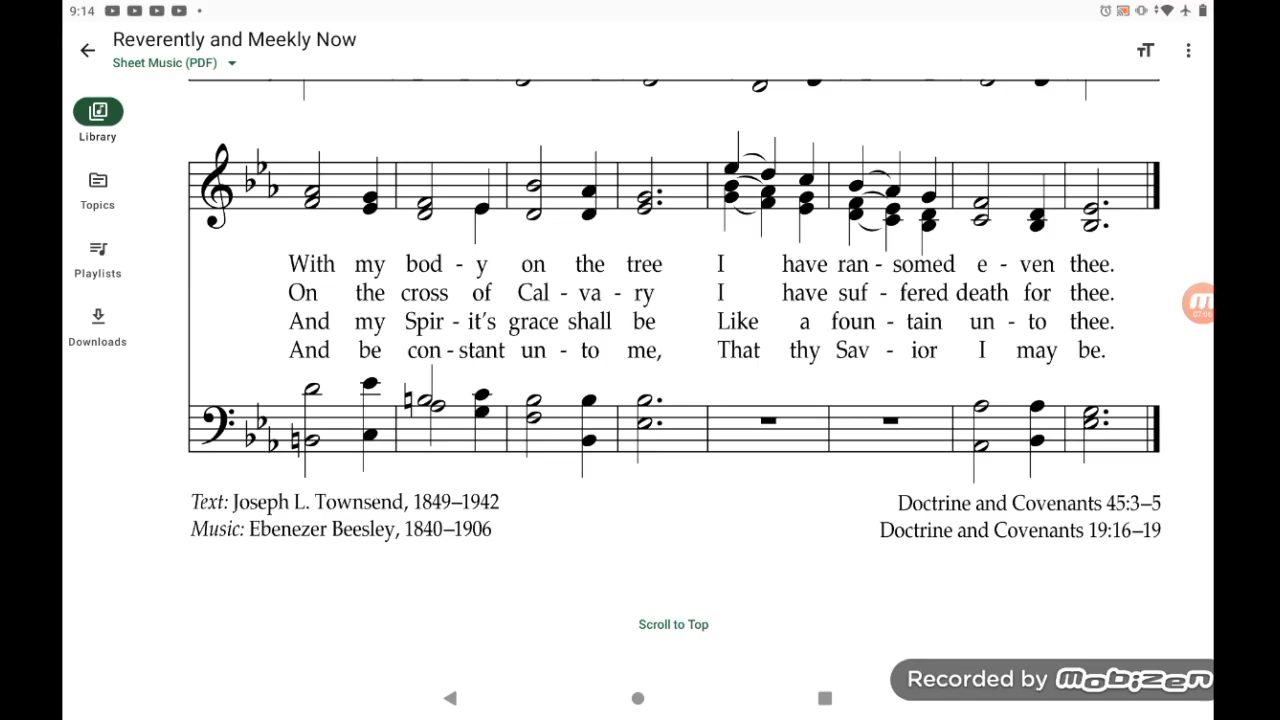 9:14
Reverently and Meekly Now
Sheet Music (PDF)
Library
Topics
Playlists
Downloads
With my bod - y on the tree I have ran - somed e - ven thee.
On the cross of Cal - va - ry I have suf - fered death for thee.
And my Spir - it's grace shall be Like a foun - tain un - to thee.
And be con - stant un - to me, That thy Sav - ior I may be.
Text: Joseph L. Townsend, 1849–1942
Music: Ebenezer Beesley, 1840–1906
Doctrine and Covenants 45:3–5
Doctrine and Covenants 19:16–19
Scroll to Top
07:06
Recorded by mobizen